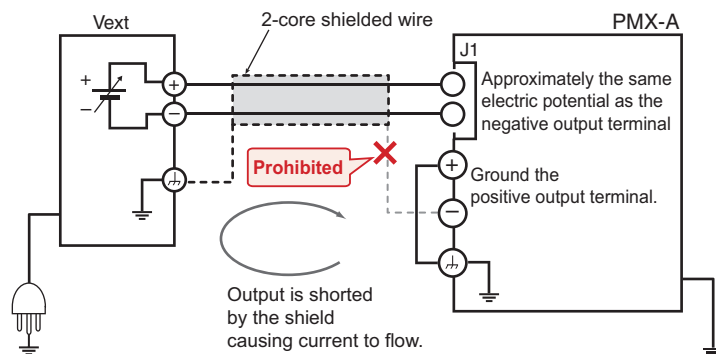 Vext
2-core shielded wire
PMX-A
J1
+
−
+
−
Approximately the same
electric potential as the
negative output terminal
Prohibited
+
Ground the
positive output terminal.
−
Output is shorted
by the shield
causing current to flow.